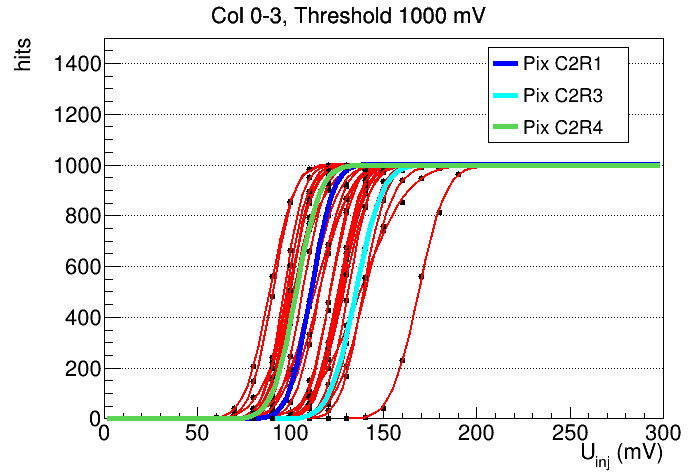 Col 0-3, Threshold 1000 mV
hits
1400
1200
1000
800
600
400
200
0
Pix C2R1
Pix C2R3
Pix C2R4
0 50 100 150 200 250 300
U_inj (mV)